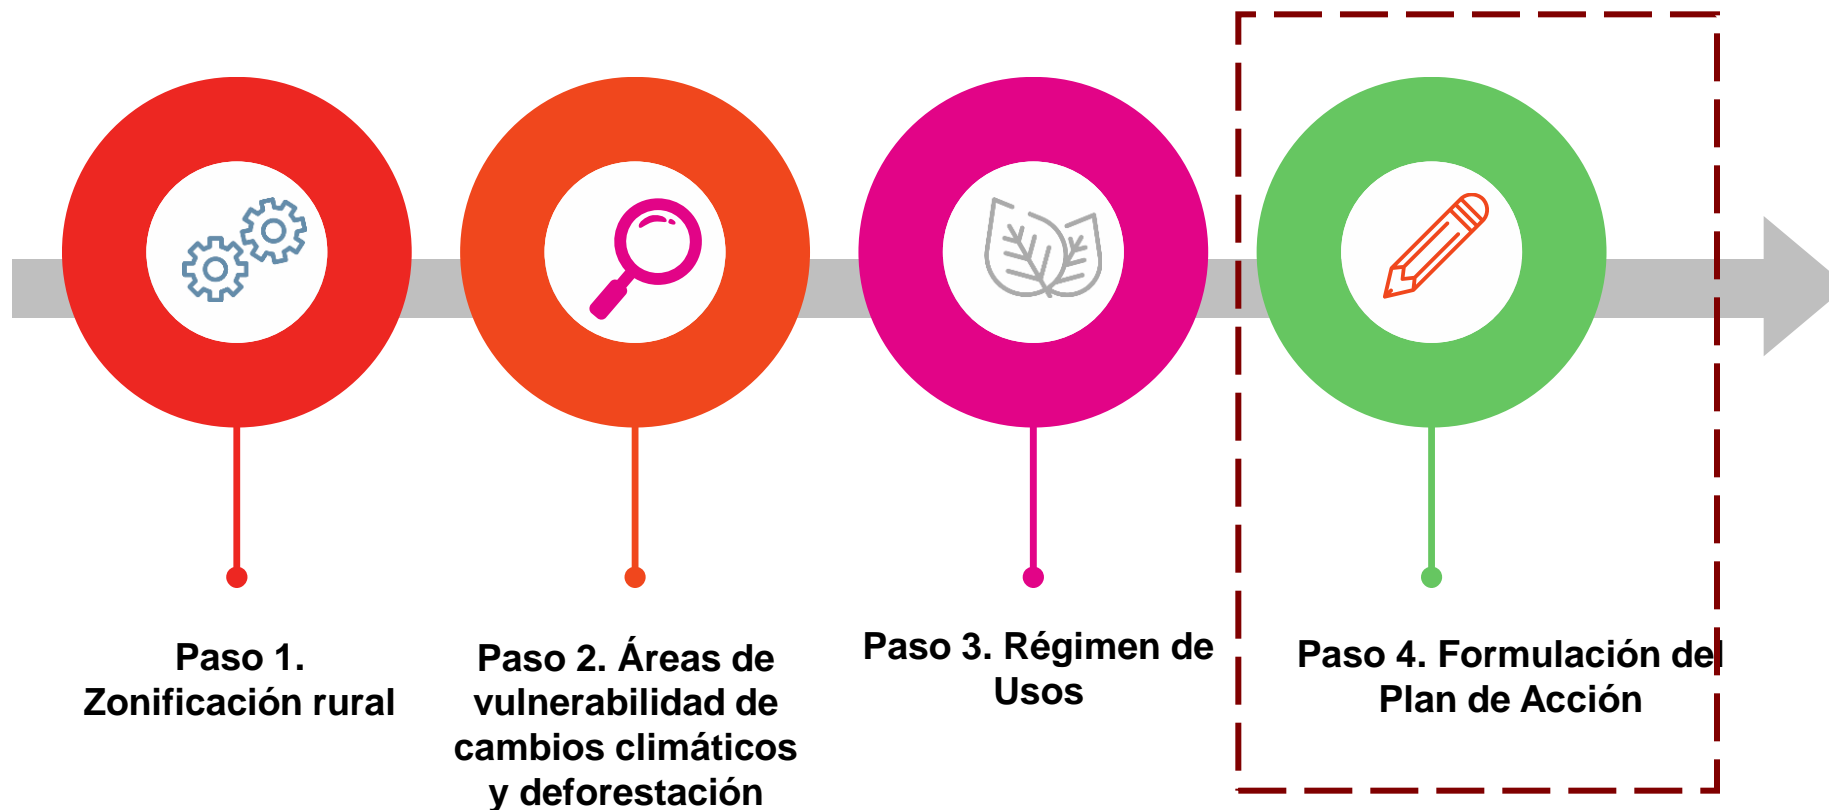 Paso 1.
Zonificación rural
Paso 2. Áreas de
vulnerabilidad de
cambios climáticos
y deforestación
Paso 3. Régimen de
Usos
Paso 4. Formulación del
Plan de Acción